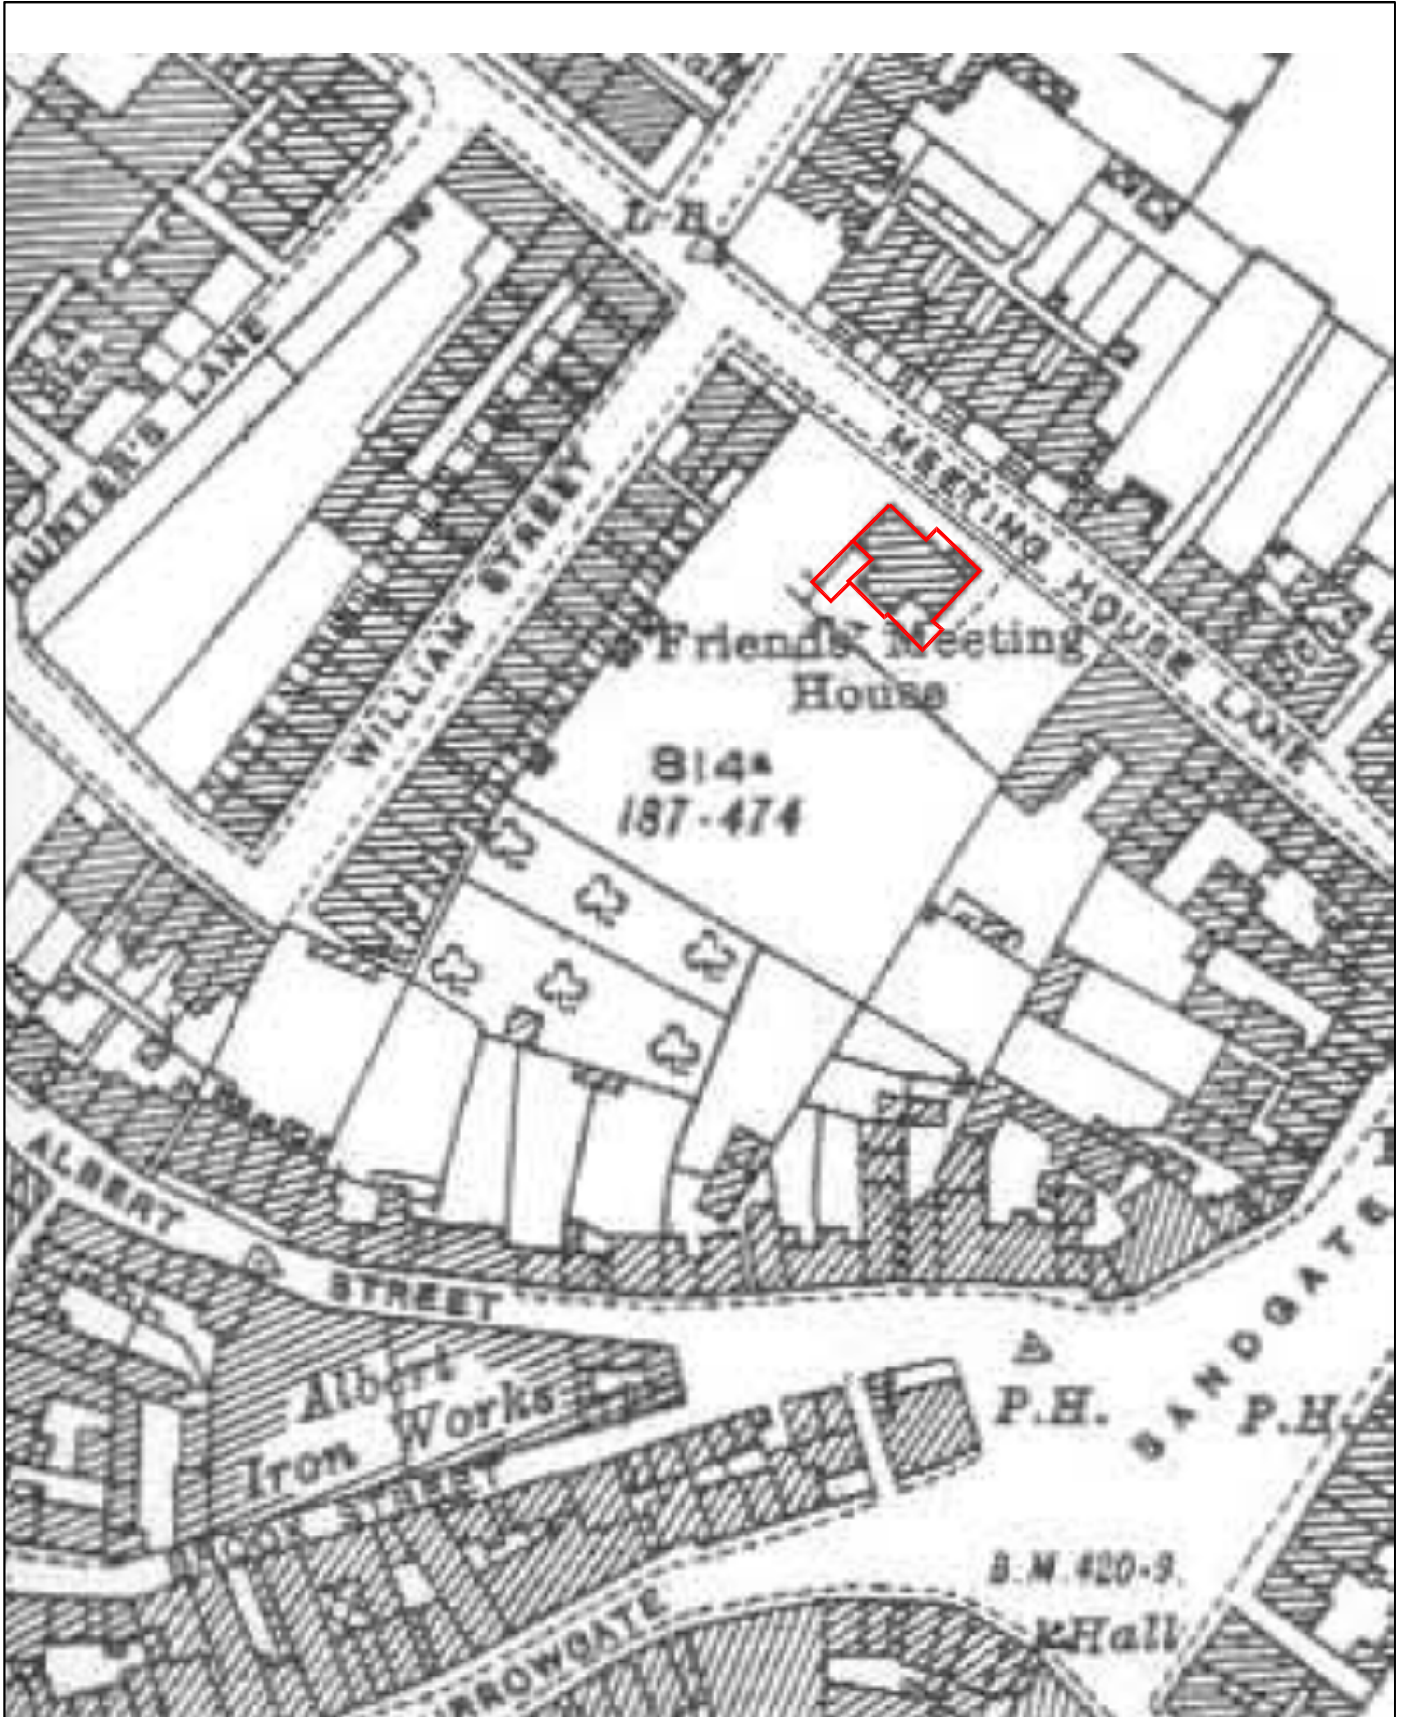 L.B.
HUNTER'S LANE
WILLIAM STREET
MEETING HOUSE LANE
Friends' Meeting
House
814a
187·474
ALBERT STREET
Albert
Iron Works
STREET
SANDGATE
P.H.
P.H.
B.M. 420·9.
Hall